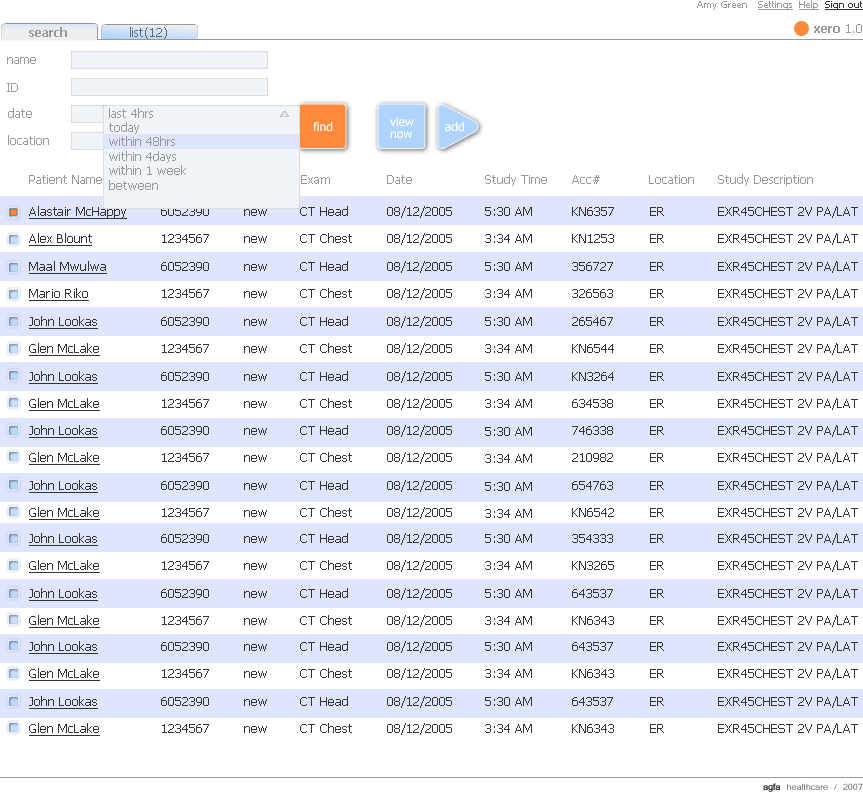 Amy Green Settings Help Sign out
search list(12) xero 1.0
name
ID
date last 4hrs
today
within 48hrs
location
within 4days
within 1 week
between
find
view now
add
Patient Name Exam Date Study Time Acc# Location Study Description
Alastair McHappy 6052390 new CT Head 08/12/2005 5:30 AM KN6357 ER EXR45CHEST 2V PA/LAT
Alex Blount 1234567 new CT Chest 08/12/2005 3:34 AM KN1253 ER EXR45CHEST 2V PA/LAT
Maal Mwulwa 6052390 new CT Head 08/12/2005 5:30 AM 356727 ER EXR45CHEST 2V PA/LAT
Mario Riko 1234567 new CT Chest 08/12/2005 3:34 AM 326563 ER EXR45CHEST 2V PA/LAT
John Lookas 6052390 new CT Head 08/12/2005 5:30 AM 265467 ER EXR45CHEST 2V PA/LAT
Glen McLake 1234567 new CT Chest 08/12/2005 3:34 AM KN6544 ER EXR45CHEST 2V PA/LAT
John Lookas 6052390 new CT Head 08/12/2005 5:30 AM KN3264 ER EXR45CHEST 2V PA/LAT
Glen McLake 1234567 new CT Chest 08/12/2005 3:34 AM 634538 ER EXR45CHEST 2V PA/LAT
John Lookas 6052390 new CT Head 08/12/2005 5:30 AM 746338 ER EXR45CHEST 2V PA/LAT
Glen McLake 1234567 new CT Chest 08/12/2005 3:34 AM 210982 ER EXR45CHEST 2V PA/LAT
John Lookas 6052390 new CT Head 08/12/2005 5:30 AM 654763 ER EXR45CHEST 2V PA/LAT
Glen McLake 1234567 new CT Chest 08/12/2005 3:34 AM KN6542 ER EXR45CHEST 2V PA/LAT
John Lookas 6052390 new CT Head 08/12/2005 5:30 AM 354333 ER EXR45CHEST 2V PA/LAT
Glen McLake 1234567 new CT Chest 08/12/2005 3:34 AM KN3265 ER EXR45CHEST 2V PA/LAT
John Lookas 6052390 new CT Head 08/12/2005 5:30 AM 643537 ER EXR45CHEST 2V PA/LAT
Glen McLake 1234567 new CT Chest 08/12/2005 3:34 AM KN6343 ER EXR45CHEST 2V PA/LAT
John Lookas 6052390 new CT Head 08/12/2005 5:30 AM 643537 ER EXR45CHEST 2V PA/LAT
Glen McLake 1234567 new CT Chest 08/12/2005 3:34 AM KN6343 ER EXR45CHEST 2V PA/LAT
John Lookas 6052390 new CT Head 08/12/2005 5:30 AM 643537 ER EXR45CHEST 2V PA/LAT
Glen McLake 1234567 new CT Chest 08/12/2005 3:34 AM KN6343 ER EXR45CHEST 2V PA/LAT
agfa healthcare / 2007